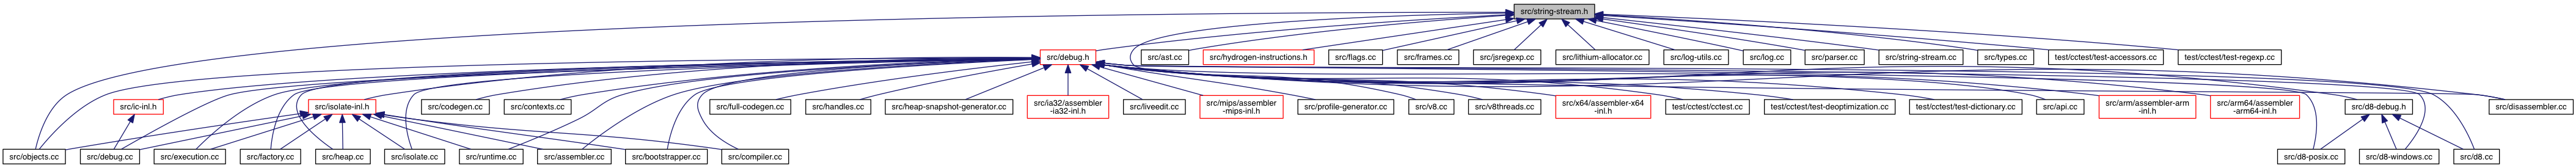 src/string-stream.h
src/debug.h
src/ast.cc
src/hydrogen-instructions.h
src/flags.cc
src/frames.cc
src/jsregexp.cc
src/lithium-allocator.cc
src/log-utils.cc
src/log.cc
src/parser.cc
src/string-stream.cc
src/types.cc
test/cctest/test-accessors.cc
test/cctest/test-regexp.cc
src/ic-inl.h
src/isolate-inl.h
src/codegen.cc
src/contexts.cc
src/full-codegen.cc
src/handles.cc
src/heap-snapshot-generator.cc
src/ia32/assembler
-ia32-inl.h
src/liveedit.cc
src/mips/assembler
-mips-inl.h
src/profile-generator.cc
src/v8.cc
src/v8threads.cc
src/x64/assembler-x64
-inl.h
test/cctest/cctest.cc
test/cctest/test-deoptimization.cc
test/cctest/test-dictionary.cc
src/api.cc
src/arm/assembler-arm
-inl.h
src/arm64/assembler
-arm64-inl.h
src/d8-debug.h
src/disassembler.cc
src/objects.cc
src/debug.cc
src/execution.cc
src/factory.cc
src/heap.cc
src/isolate.cc
src/runtime.cc
src/assembler.cc
src/bootstrapper.cc
src/compiler.cc
src/d8-posix.cc
src/d8-windows.cc
src/d8.cc